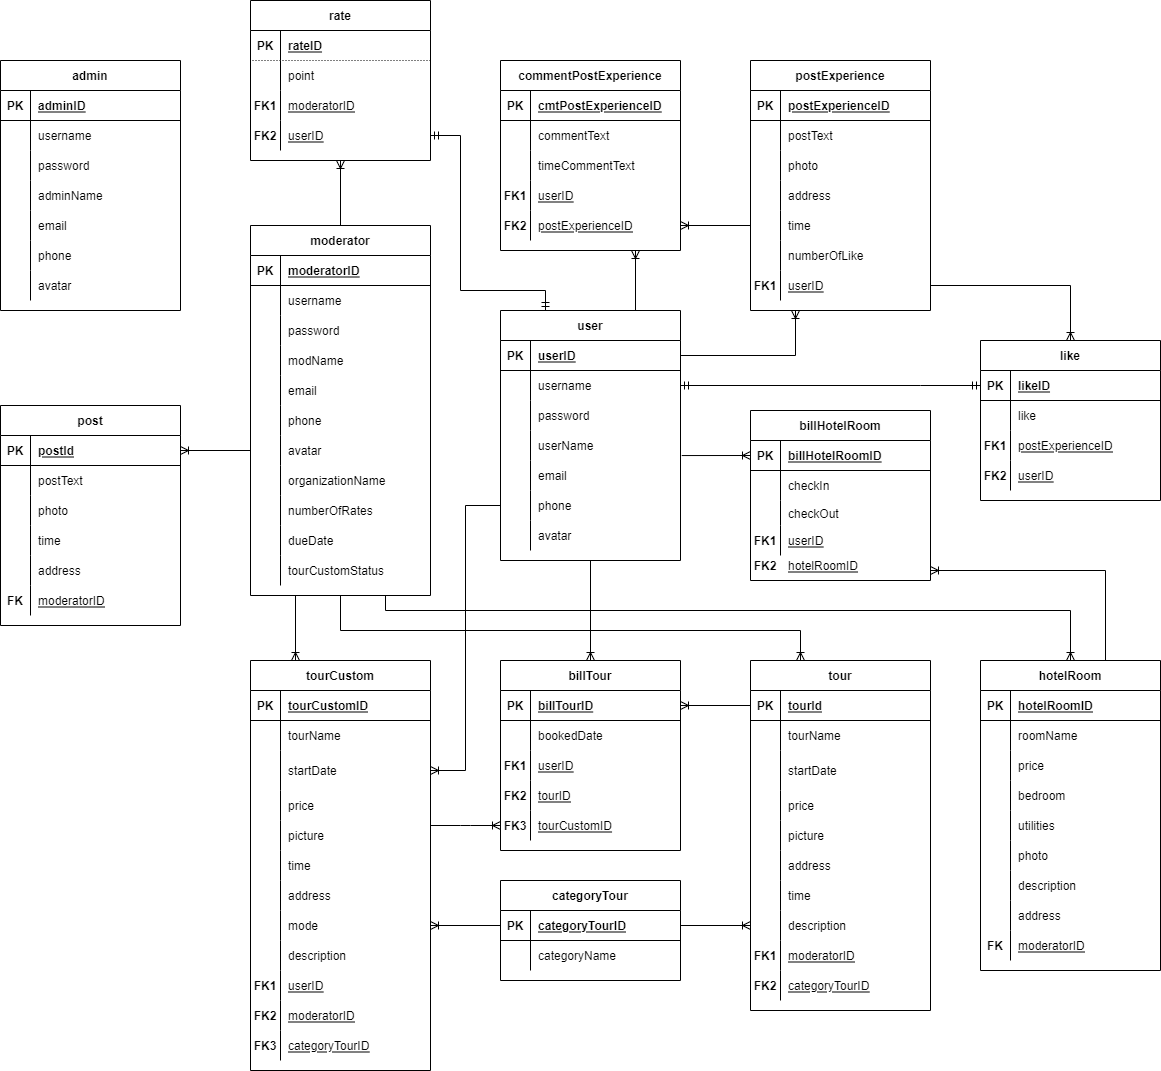 rate
PK rateID
point
FK1 moderatorID
FK2 userID
admin
PK adminID
username
password
adminName
email
phone
avatar
commentPostExperience
PK cmtPostExperienceID
commentText
timeCommentText
FK1 userID
FK2 postExperienceID
postExperience
PK postExperienceID
postText
photo
address
time
numberOfLike
FK1 userID
moderator
PK moderatorID
username
password
modName
email
phone
avatar
organizationName
numberOfRates
dueDate
tourCustomStatus
user
PK userID
username
password
userName
email
phone
avatar
like
PK likeID
like
FK1 postExperienceID
FK2 userID
post
PK postId
postText
photo
time
address
FK moderatorID
billHotelRoom
PK billHotelRoomID
checkIn
checkOut
FK1 userID
FK2 hotelRoomID
tourCustom
PK tourCustomID
tourName
startDate
price
picture
time
address
mode
description
FK1 userID
FK2 moderatorID
FK3 categoryTourID
billTour
PK billTourID
bookedDate
FK1 userID
FK2 tourID
FK3 tourCustomID
categoryTour
PK categoryTourID
categoryName
tour
PK tourId
tourName
startDate
price
picture
address
time
description
FK1 moderatorID
FK2 categoryTourID
hotelRoom
PK hotelRoomID
roomName
price
bedroom
utilities
photo
description
address
FK moderatorID